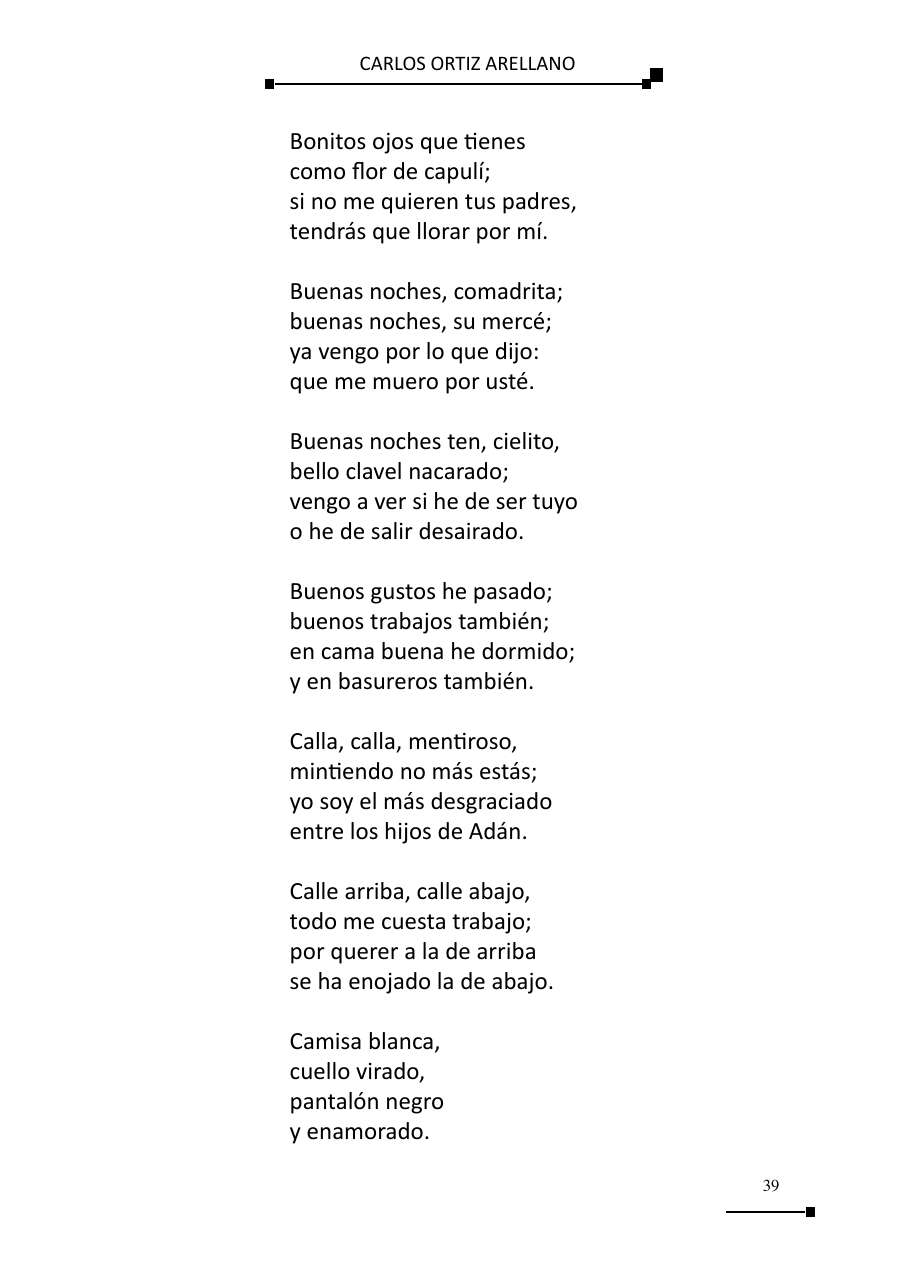 CARLOS ORTIZ ARELLANO
Bonitos ojos que tienes
como flor de capulí;
si no me quieren tus padres,
tendrás que llorar por mí.
Buenas noches, comadrita;
buenas noches, su mercé;
ya vengo por lo que dijo:
que me muero por usté.
Buenas noches ten, cielito,
bello clavel nacarado;
vengo a ver si he de ser tuyo
o he de salir desairado.
Buenos gustos he pasado;
buenos trabajos también;
en cama buena he dormido;
y en basureros también.
Calla, calla, mentiroso,
mintiendo no más estás;
yo soy el más desgraciado
entre los hijos de Adán.
Calle arriba, calle abajo,
todo me cuesta trabajo;
por querer a la de arriba
se ha enojado la de abajo.
Camisa blanca,
cuello virado,
pantalón negro
y enamorado.
39